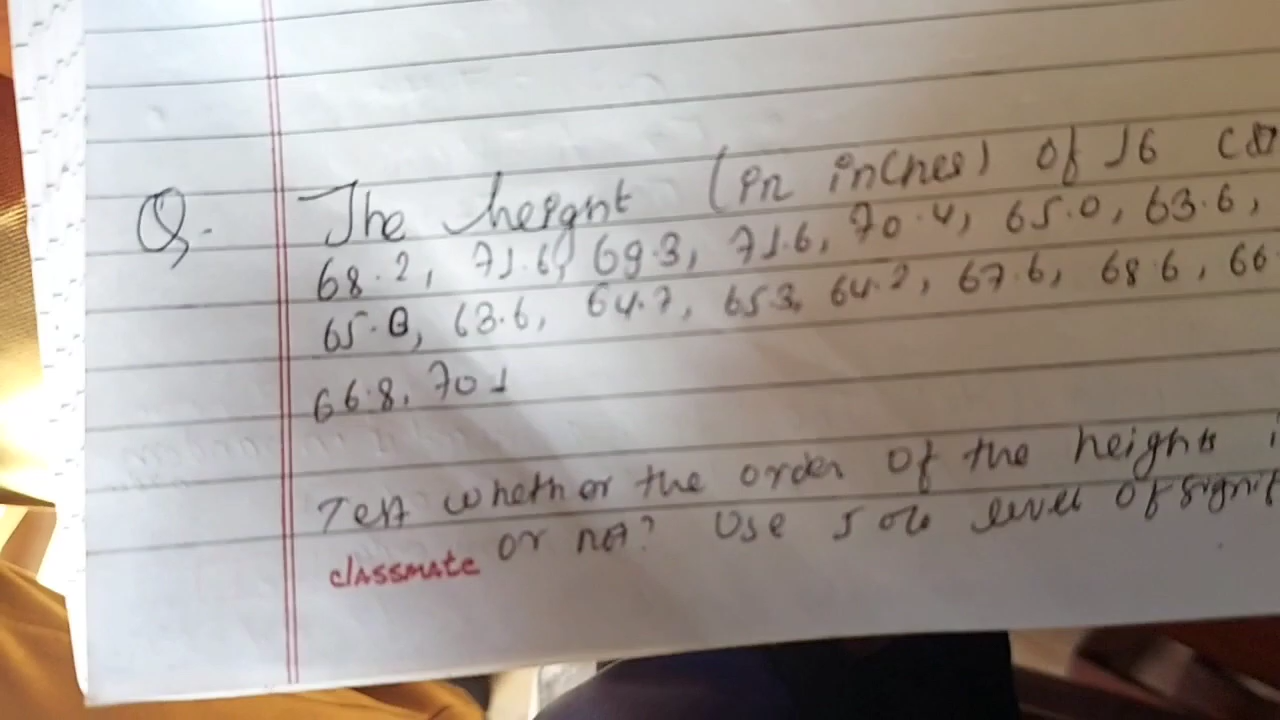 Q. The height (in inches) of 16
68.2, 71.6, 69.3, 71.6, 70.4, 65.0, 63.6,
65.0, 63.6, 64.7, 65.3, 64.2, 67.6, 68.6, 66
66.8, 70.1
Test whether the order of the heights
or not? Use 5% level of signif
classmate